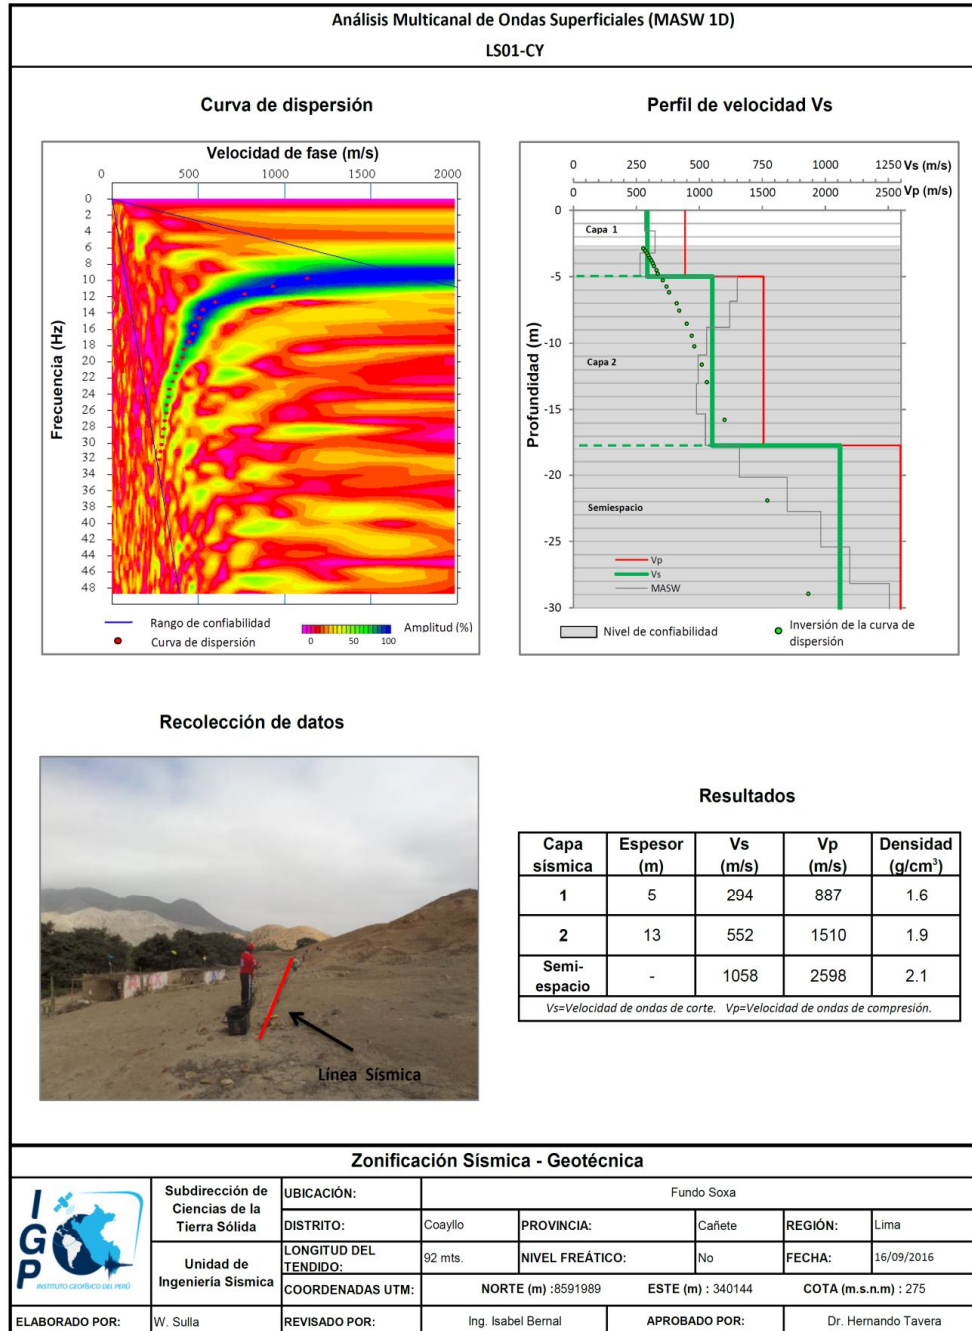 Análisis Multicanal de Ondas Superficiales (MASW 1D)
LS01-CY
Curva de dispersión
Velocidad de fase (m/s)
0 500 1000 1500 2000
Frecuencia (Hz)
0
2
4
6
8
10
12
14
16
18
20
22
24
26
28
30
32
34
36
38
40
42
44
46
48
Rango de confiabilidad
Curva de dispersión
Amplitud (%)
0 50 100
Perfil de velocidad Vs
0 250 500 750 1000 1250 Vs (m/s)
0 500 1000 1500 2000 2500 Vp (m/s)
Profundidad (m)
0
-5
-10
-15
-20
-25
-30
Capa 1
Capa 2
Semiespacio
Vp
Vs
MASW
Nivel de confiabilidad
Inversión de la curva de
dispersión
Recolección de datos
Línea Sísmica
Resultados
Capa sísmica Espesor (m) Vs (m/s) Vp (m/s) Densidad (g/cm³)
1 5 294 887 1.6
2 13 552 1510 1.9
Semi-espacio - 1058 2598 2.1
Vs=Velocidad de ondas de corte. Vp=Velocidad de ondas de compresión.
Zonificación Sísmica - Geotécnica
IGP
INSTITUTO GEOFÍSICO DEL PERÚ
Subdirección de
Ciencias de la
Tierra Sólida
Unidad de
Ingeniería Sísmica
UBICACIÓN: Fundo Soxa
DISTRITO: Coayllo PROVINCIA: Cañete REGIÓN: Lima
LONGITUD DEL TENDIDO: 92 mts. NIVEL FREÁTICO: No FECHA: 16/09/2016
COORDENADAS UTM: NORTE (m) :8591989 ESTE (m) : 340144 COTA (m.s.n.m) : 275
ELABORADO POR: W. Sulla REVISADO POR: Ing. Isabel Bernal APROBADO POR: Dr. Hernando Tavera